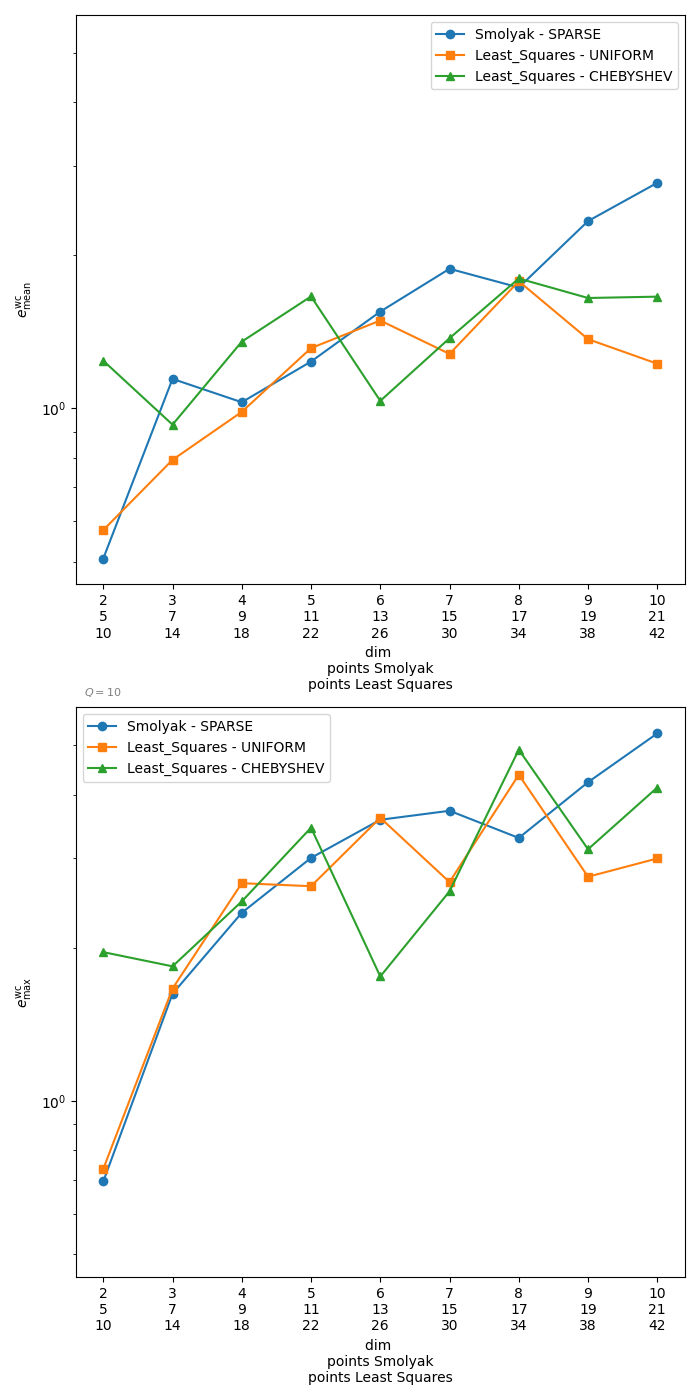 Smolyak - SPARSE
Least_Squares - UNIFORM
Least_Squares - CHEBYSHEV
e^wc_mean
10^0
2 3 4 5 6 7 8 9 10
5 7 9 11 13 15 17 19 21
10 14 18 22 26 30 34 38 42
dim
points Smolyak
points Least Squares
Q = 10
Smolyak - SPARSE
Least_Squares - UNIFORM
Least_Squares - CHEBYSHEV
e^wc_max
10^0
2 3 4 5 6 7 8 9 10
5 7 9 11 13 15 17 19 21
10 14 18 22 26 30 34 38 42
dim
points Smolyak
points Least Squares